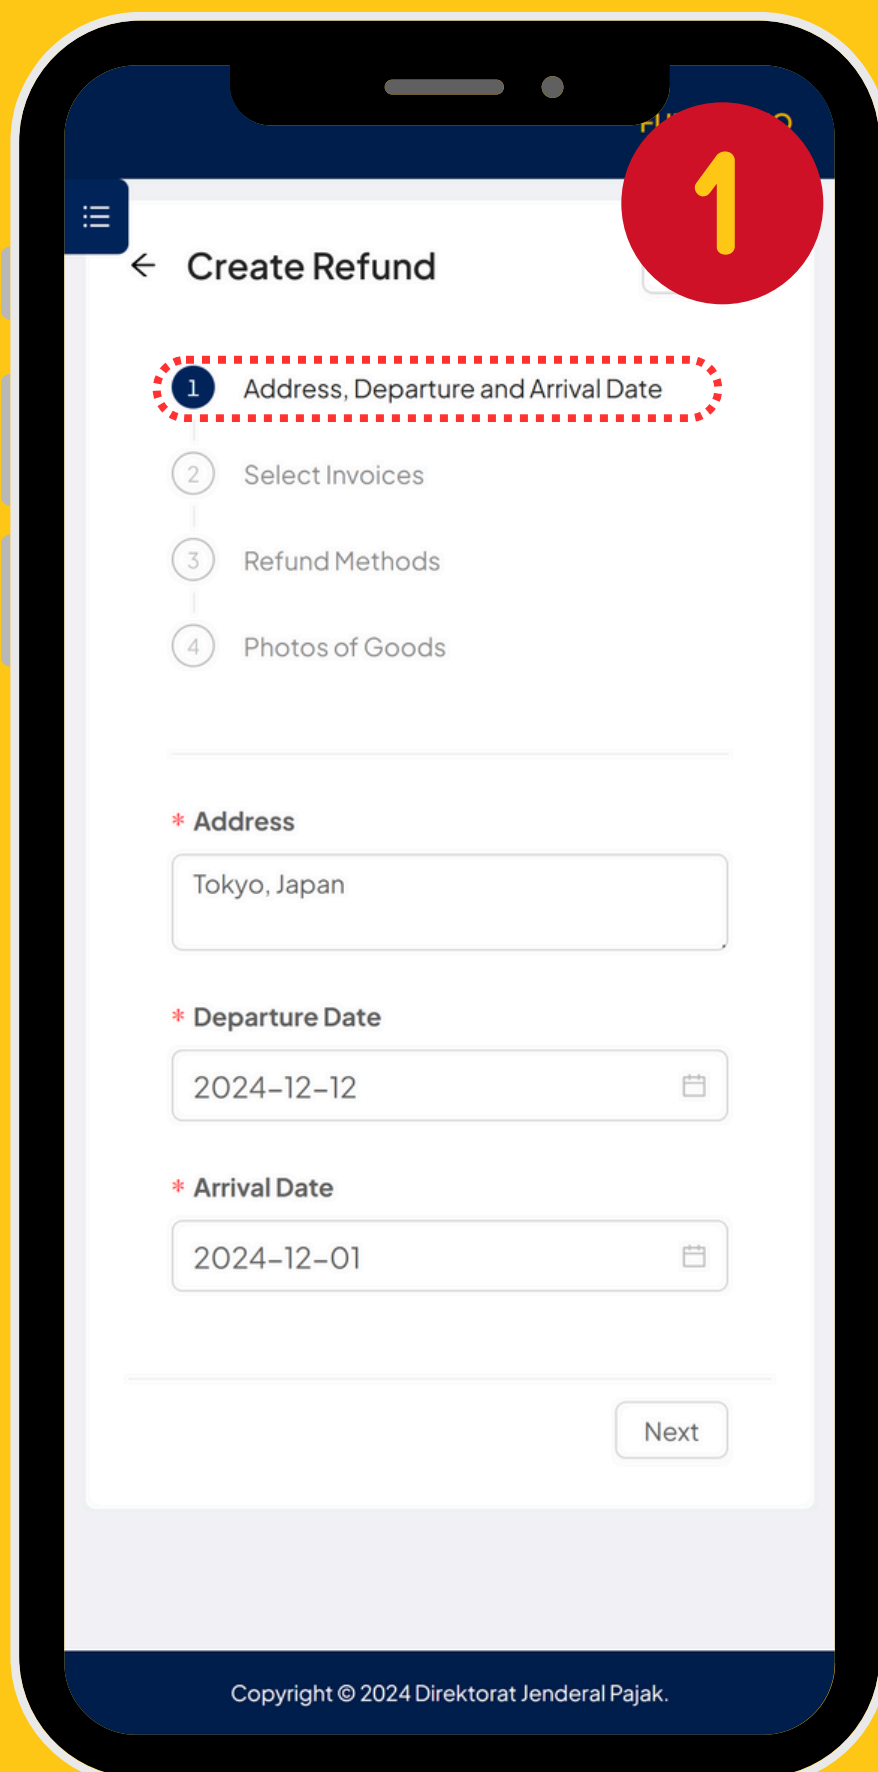 1
Create Refund
1 Address, Departure and Arrival Date
2 Select Invoices
3 Refund Methods
4 Photos of Goods
* Address
Tokyo, Japan
* Departure Date
2024-12-12
* Arrival Date
2024-12-01
Next
Copyright © 2024 Direktorat Jenderal Pajak.